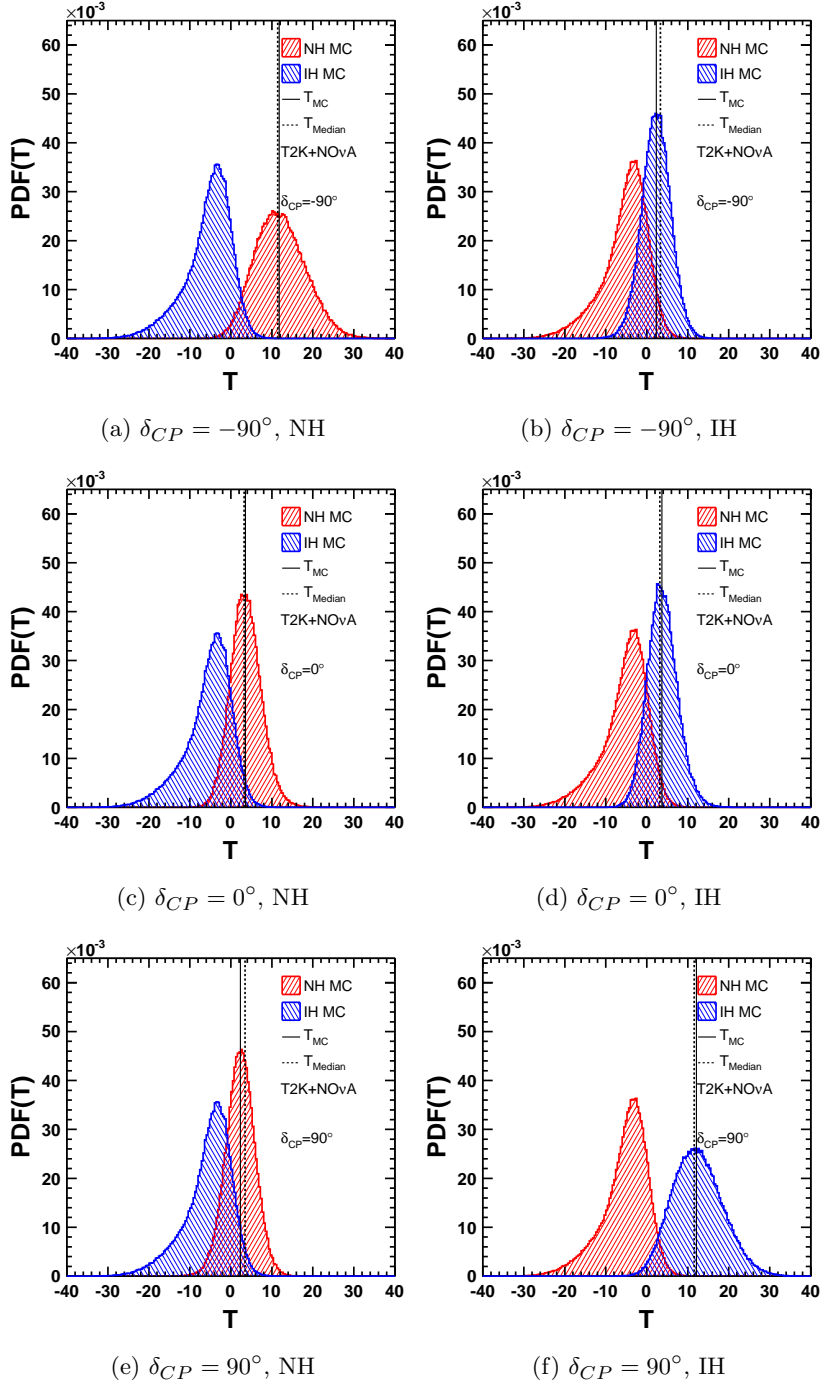 ×10⁻³
60
50
40
30
20
10
0
-40 -30 -20 -10 0 10 20 30 40
PDF(T)
T
NH MC
IH MC
T_MC
T_Median
T2K+NOνA
δ_CP=-90°
(a) δ_CP = −90°, NH
×10⁻³
60
50
40
30
20
10
0
-40 -30 -20 -10 0 10 20 30 40
PDF(T)
T
NH MC
IH MC
T_MC
T_Median
T2K+NOνA
δ_CP=-90°
(b) δ_CP = −90°, IH
×10⁻³
60
50
40
30
20
10
0
-40 -30 -20 -10 0 10 20 30 40
PDF(T)
T
NH MC
IH MC
T_MC
T_Median
T2K+NOνA
δ_CP=0°
(c) δ_CP = 0°, NH
×10⁻³
60
50
40
30
20
10
0
-40 -30 -20 -10 0 10 20 30 40
PDF(T)
T
NH MC
IH MC
T_MC
T_Median
T2K+NOνA
δ_CP=0°
(d) δ_CP = 0°, IH
×10⁻³
60
50
40
30
20
10
0
-40 -30 -20 -10 0 10 20 30 40
PDF(T)
T
NH MC
IH MC
T_MC
T_Median
T2K+NOνA
δ_CP=90°
(e) δ_CP = 90°, NH
×10⁻³
60
50
40
30
20
10
0
-40 -30 -20 -10 0 10 20 30 40
PDF(T)
T
NH MC
IH MC
T_MC
T_Median
T2K+NOνA
δ_CP=90°
(f) δ_CP = 90°, IH